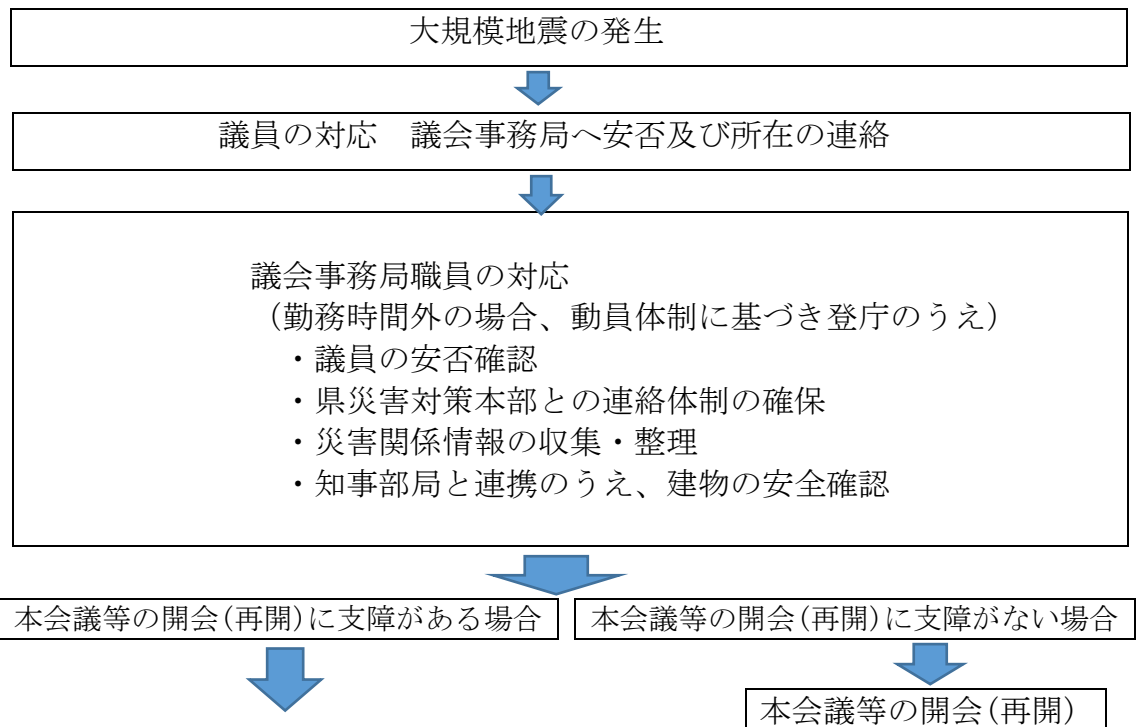 大規模地震の発生
議員の対応　議会事務局へ安否及び所在の連絡
議会事務局職員の対応
（勤務時間外の場合、動員体制に基づき登庁のうえ）
・議員の安否確認
・県災害対策本部との連絡体制の確保
・災害関係情報の収集・整理
・知事部局と連携のうえ、建物の安全確認
本会議等の開会(再開)に支障がある場合
本会議等の開会(再開)に支障がない場合
本会議等の開会(再開)